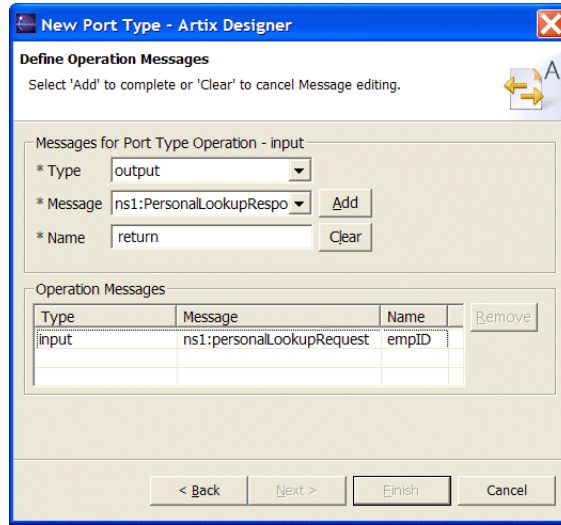 New Port Type - Artix Designer
Define Operation Messages
Select 'Add' to complete or 'Clear' to cancel Message editing.
A
Messages for Port Type Operation - input
* Type output
* Message ns1:PersonalLookupRespo Add
* Name return Clear
Operation Messages
Type Message Name Remove
input ns1:personalLookupRequest empID
< Back Next > Finish Cancel